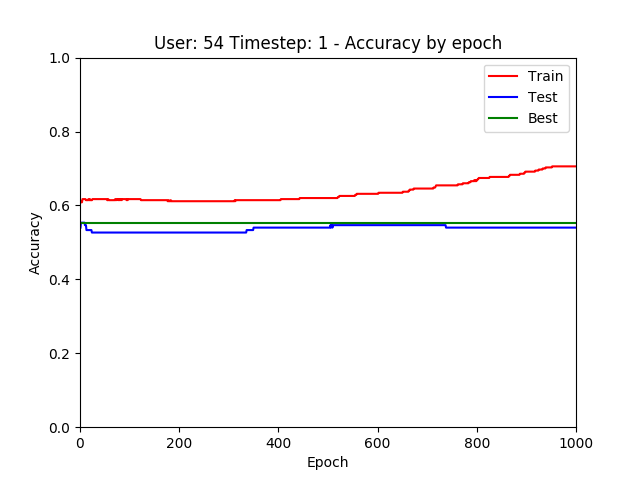 User: 54 Timestep: 1 - Accuracy by epoch
1.0
0.8
0.6
0.4
0.2
0.0
Accuracy
Train
Test
Best
0 200 400 600 800 1000
Epoch